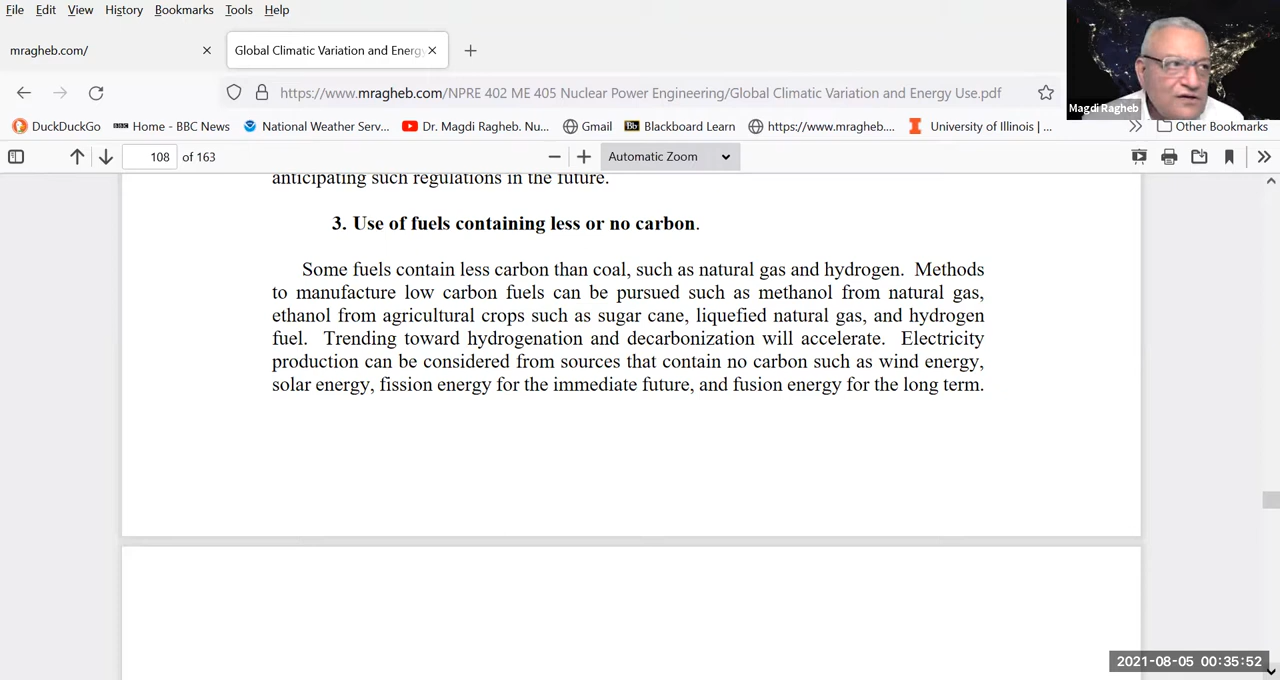 File Edit View History Bookmarks Tools Help
mragheb.com/
Global Climatic Variation and Energ
https://www.mragheb.com/NPRE 402 ME 405 Nuclear Power Engineering/Global Climatic Variation and Energy Use.pdf
Magdi Ragheb
DuckDuckGo BBC Home - BBC News National Weather Serv... Dr. Magdi Ragheb. Nu... Gmail Bb Blackboard Learn https://www.mragheb.... University of Illinois |... Other Bookmarks
108 of 163 Automatic Zoom
anticipating such regulations in the future.
3. Use of fuels containing less or no carbon.
Some fuels contain less carbon than coal, such as natural gas and hydrogen. Methods
to manufacture low carbon fuels can be pursued such as methanol from natural gas,
ethanol from agricultural crops such as sugar cane, liquefied natural gas, and hydrogen
fuel. Trending toward hydrogenation and decarbonization will accelerate. Electricity
production can be considered from sources that contain no carbon such as wind energy,
solar energy, fission energy for the immediate future, and fusion energy for the long term.
2021-08-05 00:35:52